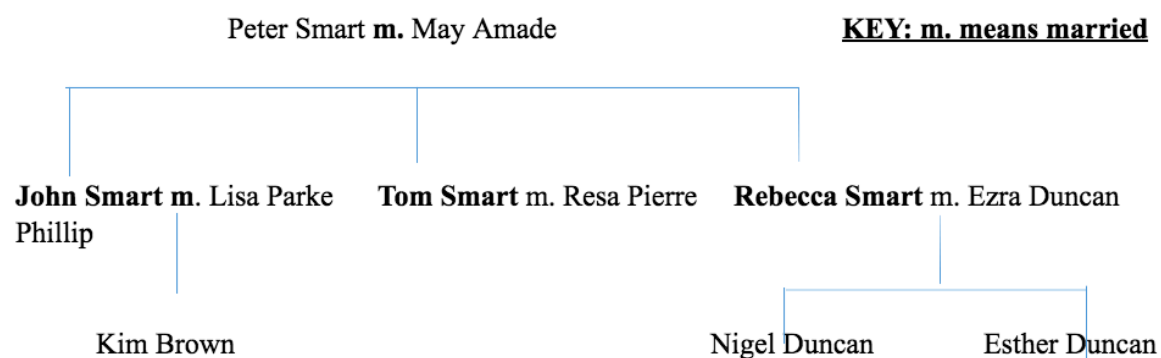 Peter Smart m. May Amade
KEY: m. means married
John Smart m. Lisa Parke
Phillip
Tom Smart m. Resa Pierre
Rebecca Smart m. Ezra Duncan
Kim Brown
Nigel Duncan
Esther Duncan